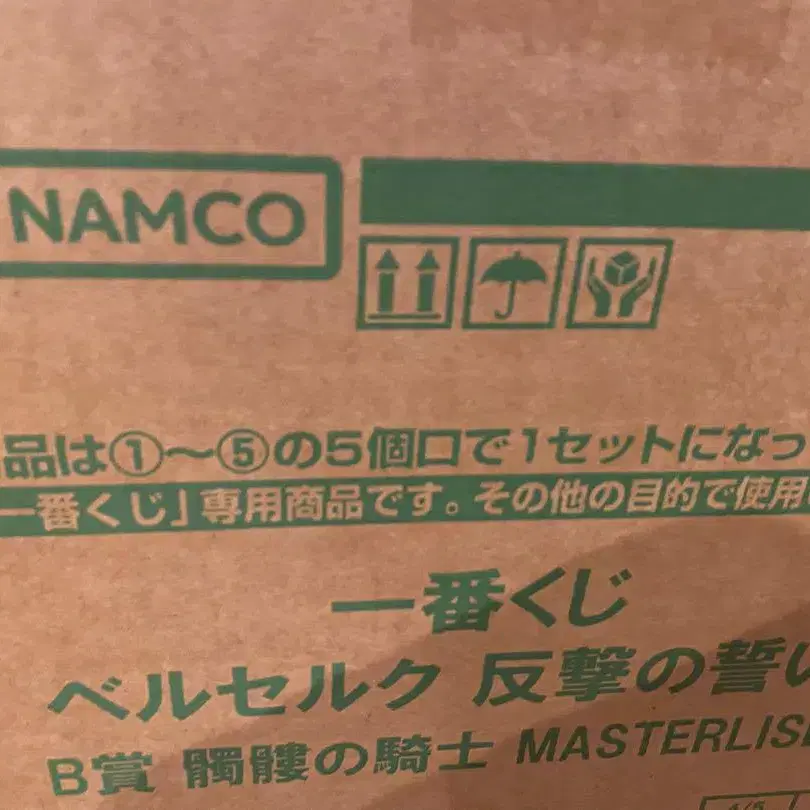 NAMCO
品は①～⑤の5個口で1セットになっ
一番くじ」専用商品です。その他の目的で使用
一番くじ
ベルセルク 反撃の誓い
B賞 髑髏の騎士 MASTERLISE